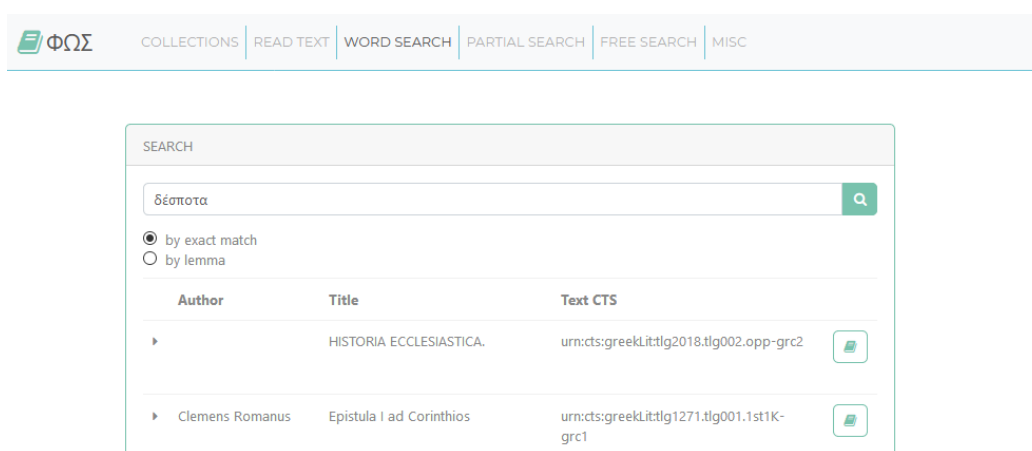 ΦΩΣ COLLECTIONS READ TEXT WORD SEARCH PARTIAL SEARCH FREE SEARCH MISC
SEARCH
δέσποτα
by exact match
by lemma
Author Title Text CTS
HISTORIA ECCLESIASTICA. urn:cts:greekLit:tlg2018.tlg002.opp-grc2
Clemens Romanus Epistula I ad Corinthios urn:cts:greekLit:tlg1271.tlg001.1st1K-
grc1